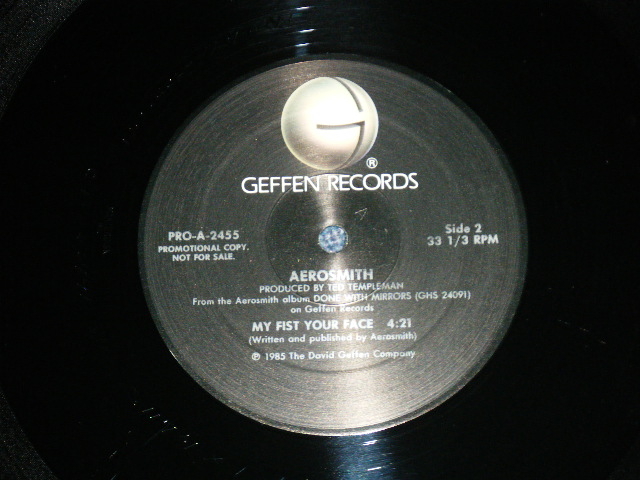 G
®
GEFFEN RECORDS
PRO-A-2455
PROMOTIONAL COPY.
NOT FOR SALE.
Side 2
33 1/3 RPM
AEROSMITH
PRODUCED BY TED TEMPLEMAN
From the Aerosmith album DONE WITH MIRRORS (GHS 24091)
on Geffen Records
MY FIST YOUR FACE 4:21
(Written and published by Aerosmith)
℗ 1985 The David Geffen Company